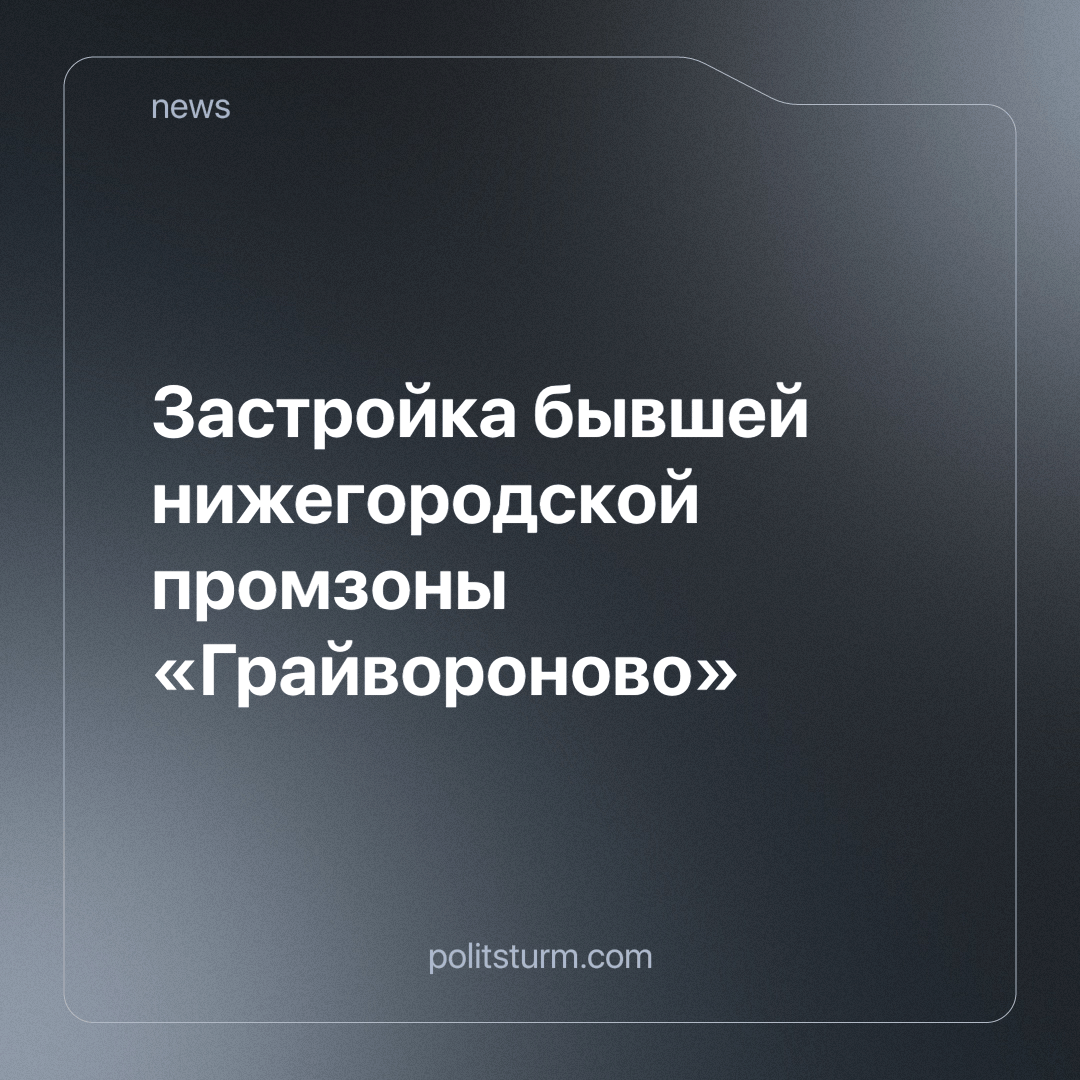 news
Застройка бывшей
нижегородской
промзоны
«Грайвороново»
politsturm.com